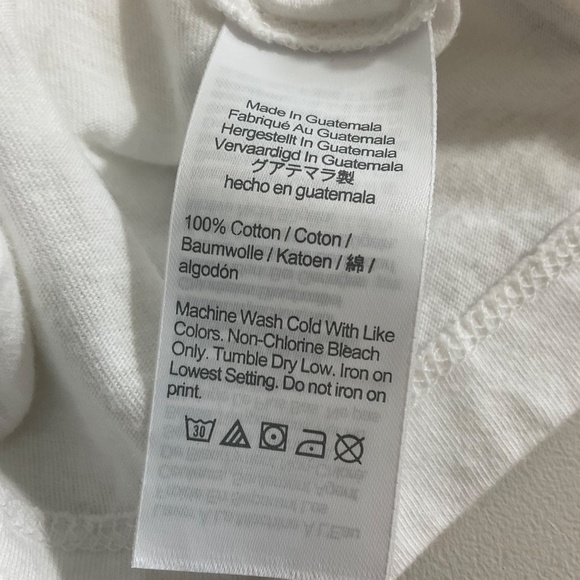 Made In Guatemala
Fabriqué Au Guatemala
Hergestellt In Guatemala
Vervaardigd In Guatemala
グアテマラ製
hecho en guatemala
100% Cotton / Coton /
Baumwolle / Katoen / 綿 /
algodón
Machine Wash Cold With Like
Colors. Non-Chlorine Bleach
Only. Tumble Dry Low. Iron on
Lowest Setting. Do not iron on
print.
30